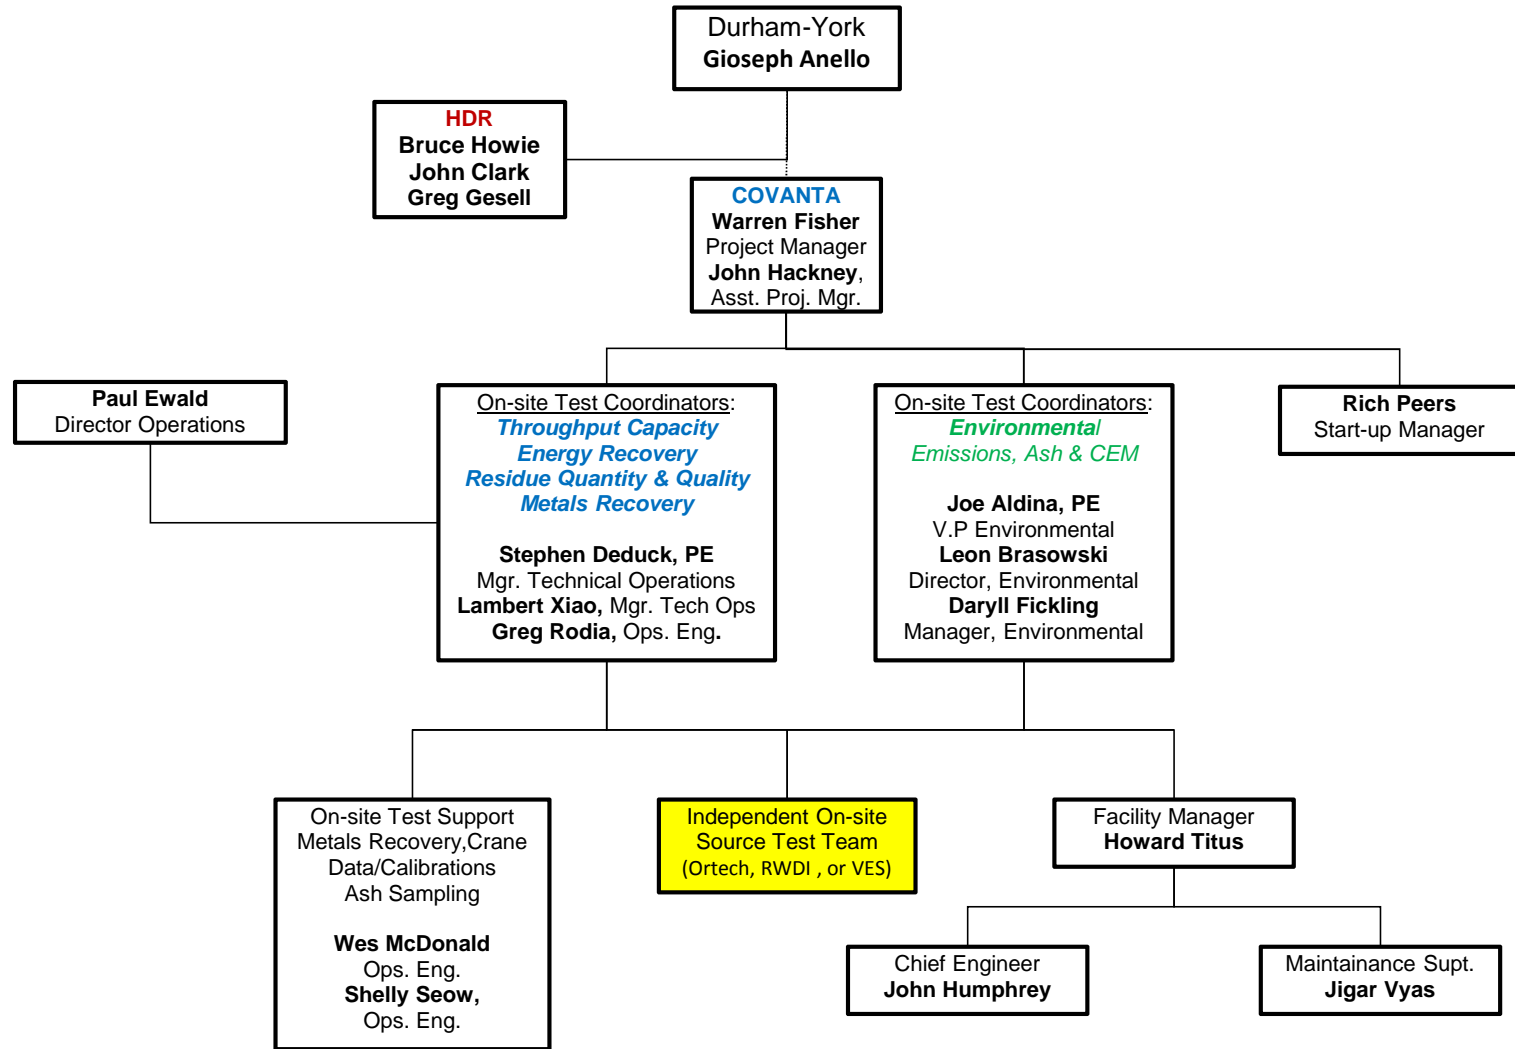 Durham-York
Gioseph Anello
HDR
Bruce Howie
John Clark
Greg Gesell
COVANTA
Warren Fisher
Project Manager
John Hackney,
Asst. Proj. Mgr.
Paul Ewald
Director Operations
On-site Test Coordinators:
Throughput Capacity
Energy Recovery
Residue Quantity & Quality
Metals Recovery
Stephen Deduck, PE
Mgr. Technical Operations
Lambert Xiao, Mgr. Tech Ops
Greg Rodia, Ops. Eng.
On-site Test Coordinators:
Environmental
Emissions, Ash & CEM
Joe Aldina, PE
V.P Environmental
Leon Brasowski
Director, Environmental
Daryll Fickling
Manager, Environmental
Rich Peers
Start-up Manager
On-site Test Support
Metals Recovery,Crane
Data/Calibrations
Ash Sampling
Wes McDonald
Ops. Eng.
Shelly Seow,
Ops. Eng.
Independent On-site
Source Test Team
(Ortech, RWDI , or VES)
Facility Manager
Howard Titus
Chief Engineer
John Humphrey
Maintainance Supt.
Jigar Vyas